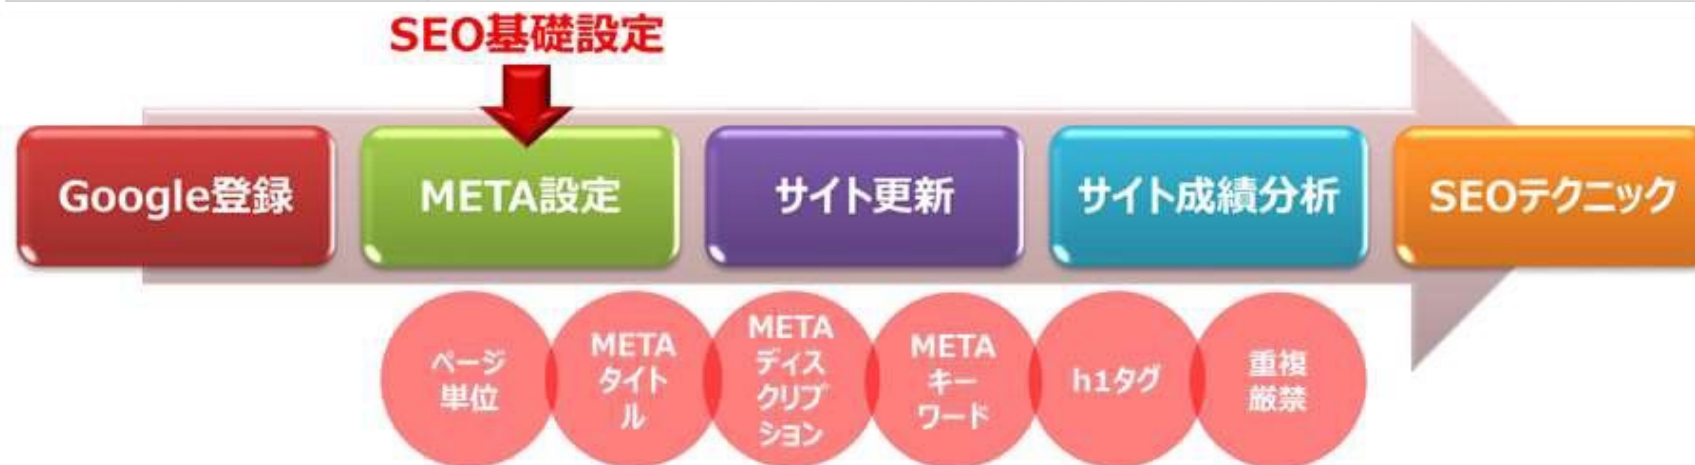 SEO基礎設定
Google登録
META設定
サイト更新
サイト成績分析
SEOテクニック
ページ
単位
META
タイト
ル
META
ディス
クリプ
ション
META
キー
ワード
h1タグ
重複
厳禁